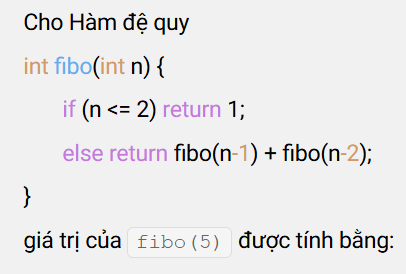 Cho Hàm đệ quy
int fibo(int n) {
if (n <= 2) return 1;
else return fibo(n-1) + fibo(n-2);
}
giá trị của fibo(5) được tính bằng: